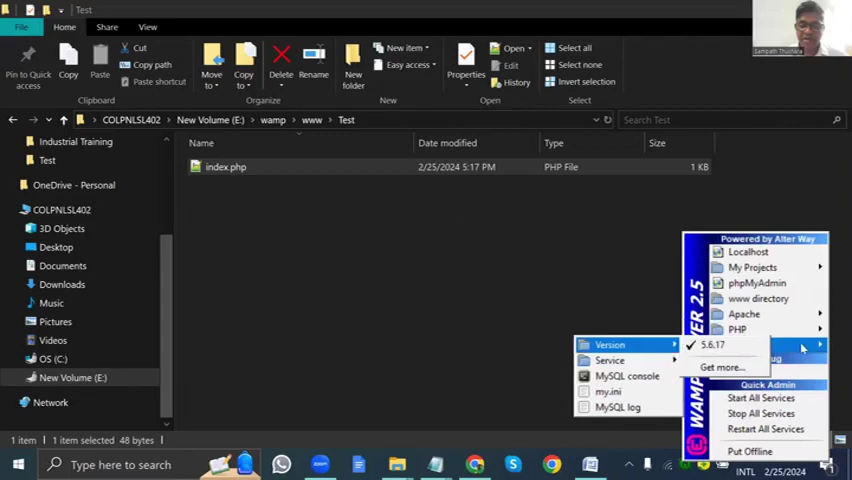 Test
File
Home
Share
View
Pin to Quick access
Copy
Paste
Cut
Copy path
Paste shortcut
Clipboard
Move to
Copy to
Delete
Rename
Organize
New folder
New item
Easy access
New
Properties
Open
Edit
History
Open
Select all
Select none
Invert selection
Select
Sampath Thuchara
COLPNLSL402
New Volume (E:)
wamp
www
Test
Search Test
Industrial Training
Test
OneDrive - Personal
COLPNLSL402
3D Objects
Desktop
Documents
Downloads
Music
Pictures
Videos
OS (C:)
New Volume (E:)
Network
Name
Date modified
Type
Size
index.php
2/25/2024 5:17 PM
PHP File
1 KB
Powered by Alter Way
Localhost
My Projects
phpMyAdmin
www directory
Apache
PHP
Quick Admin
Start All Services
Stop All Services
Restart All Services
Put Offline
Version
Service
MySQL console
my.ini
MySQL log
5.6.17
Get more...
1 item
1 item selected
48 bytes
Type here to search
INTL
2/25/2024